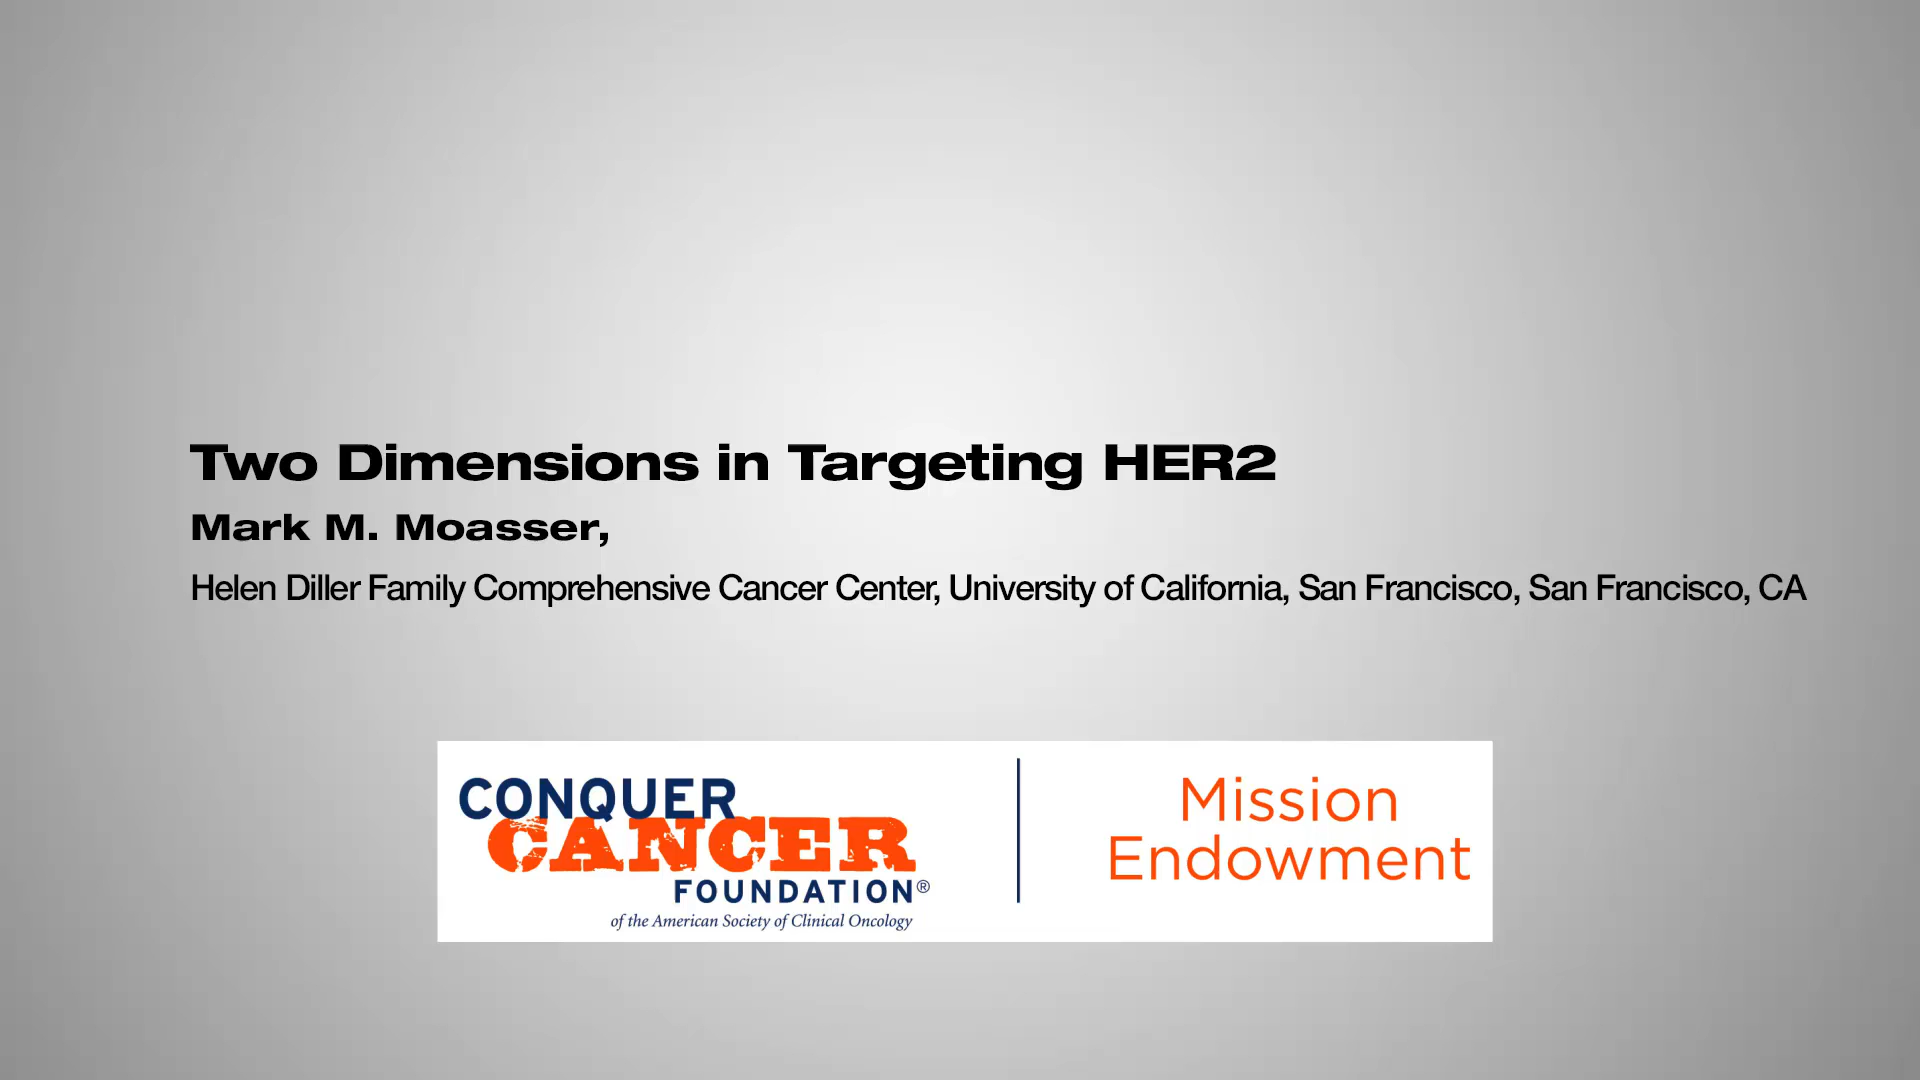 Two Dimensions in Targeting HER2
Mark M. Moasser,
Helen Diller Family Comprehensive Cancer Center, University of California, San Francisco, San Francisco, CA
CONQUER
CANCER
FOUNDATION®
of the American Society of Clinical Oncology
Mission
Endowment